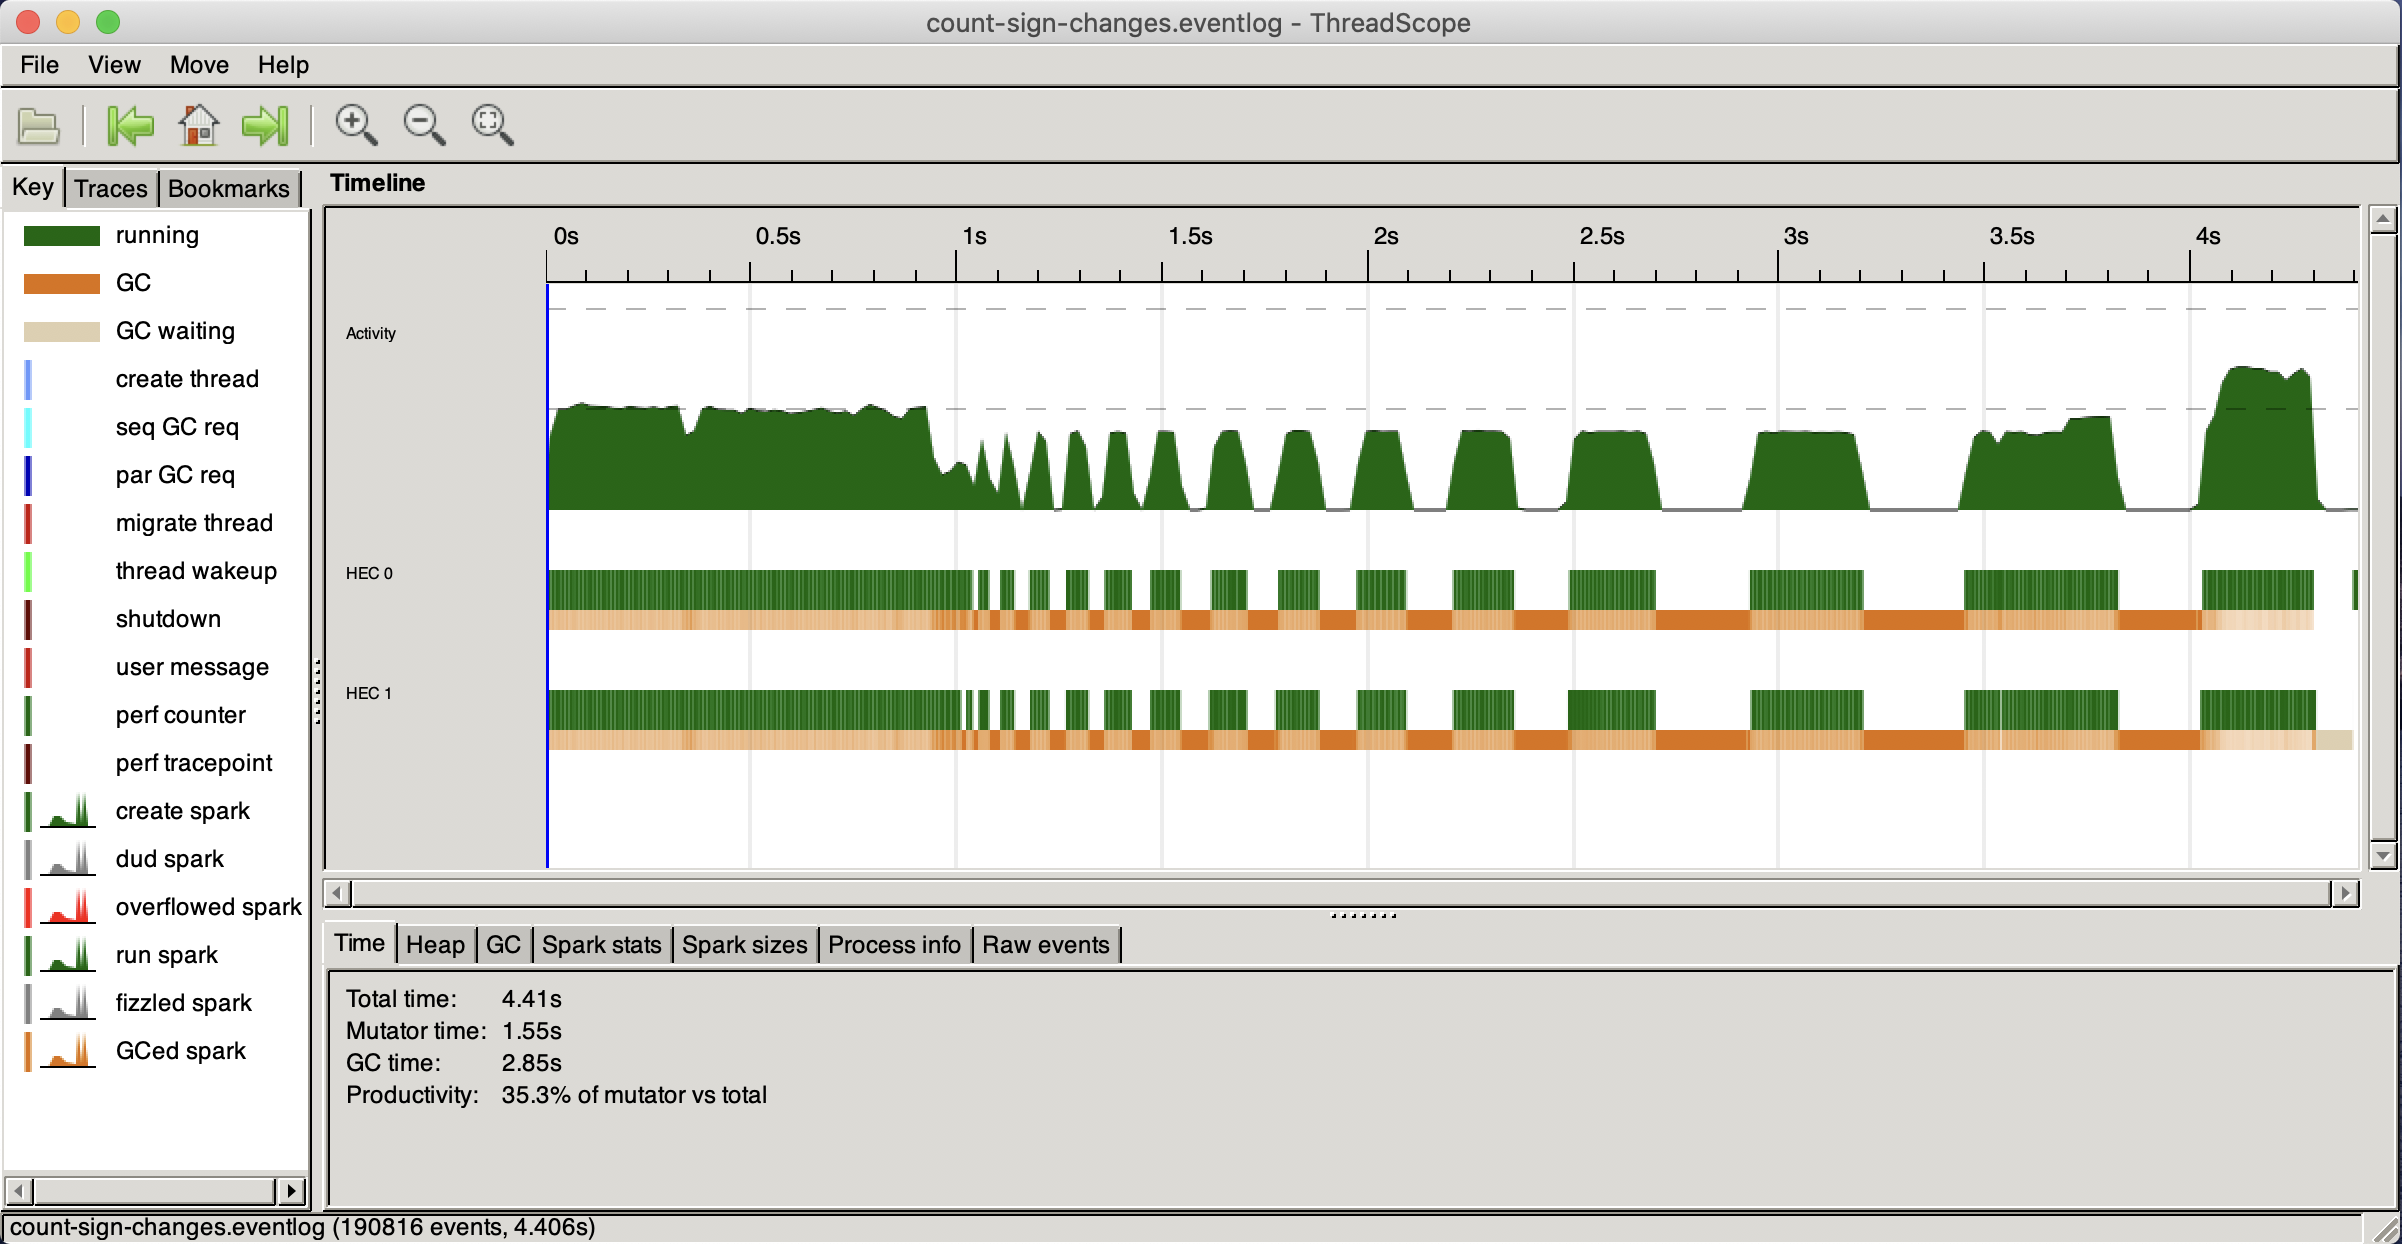 count-sign-changes.eventlog - ThreadScope
File View Move Help
Key Traces Bookmarks
running
GC
GC waiting
create thread
seq GC req
par GC req
migrate thread
thread wakeup
shutdown
user message
perf counter
perf tracepoint
create spark
dud spark
overflowed spark
run spark
fizzled spark
GCed spark
Timeline
0s 0.5s 1s 1.5s 2s 2.5s 3s 3.5s 4s
Activity
HEC 0
HEC 1
Time Heap GC Spark stats Spark sizes Process info Raw events
Total time: 4.41s
Mutator time: 1.55s
GC time: 2.85s
Productivity: 35.3% of mutator vs total
count-sign-changes.eventlog (190816 events, 4.406s)